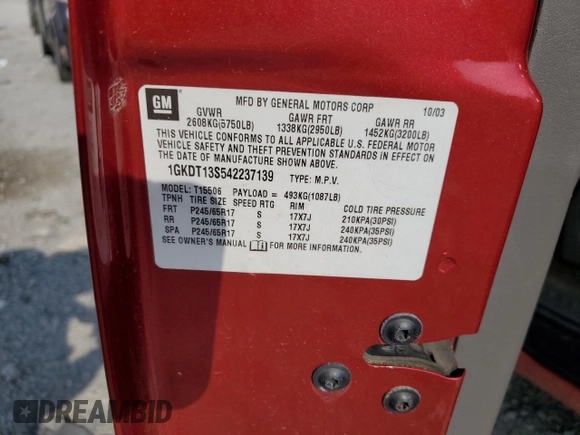 GM
MFD BY GENERAL MOTORS CORP 10/03
GVWR GAWR FRT GAWR RR
2608KG(5750LB) 1338KG(2950LB) 1452KG(3200LB)
THIS VEHICLE CONFORMS TO ALL APPLICABLE U.S. FEDERAL MOTOR
VEHICLE SAFETY AND THEFT PREVENTION STANDARDS IN EFFECT ON
THE DATE OF MANUFACTURE SHOWN ABOVE.
1GKDT13S542237139 TYPE: M.P.V.
MODEL: T15506 PAYLOAD = 493KG(1087LB)
TPNH TIRE SIZE SPEED RTG RIM COLD TIRE PRESSURE
FRT P245/65R17 S 17X7J 210KPA(30PSI)
RR P245/65R17 S 17X7J 240KPA(35PSI)
SPA P245/65R17 S 17X7J 240KPA(35PSI)
SEE OWNER'S MANUAL FOR MORE INFORMATION.
DREAMBID